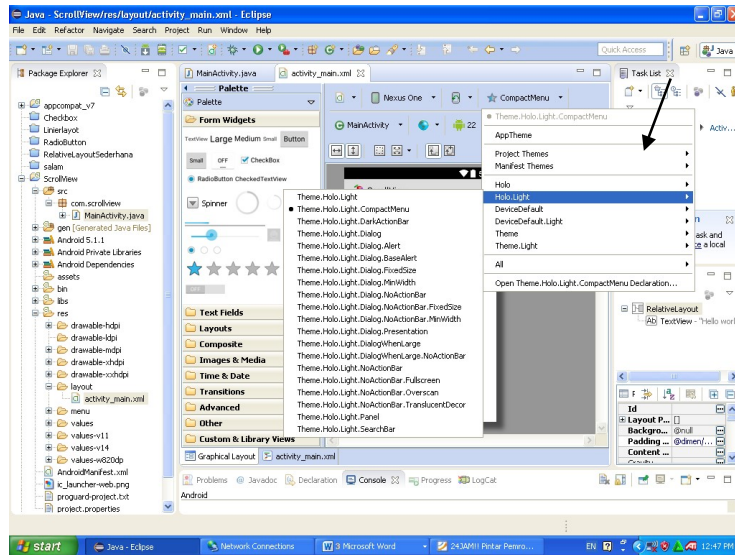 Java - ScrollView/res/layout/activity_main.xml - Eclipse
File Edit Refactor Navigate Search Project Run Window Help
Quick Access
Java
Package Explorer
appcompat_v7
Checkbox
Linierlayot
RadioButton
RelativeLayoutSederhana
salam
ScrollView
src
com.scrollview
MainActivity.java
gen [Generated Java Files]
Android 5.1.1
Android Private Libraries
Android Dependencies
assets
bin
libs
res
drawable-hdpi
drawable-ldpi
drawable-mdpi
drawable-xhdpi
drawable-xxhdpi
layout
activity_main.xml
menu
values
values-v11
values-v14
values-w820dp
AndroidManifest.xml
ic_launcher-web.png
proguard-project.txt
project.properties
MainActivity.java
activity_main.xml
Palette
Palette
Form Widgets
TextView Large Medium Small Button
Small OFF CheckBox
RadioButton CheckedTextView
Spinner
OFF
Text Fields
Layouts
Composite
Images & Media
Time & Date
Transitions
Advanced
Other
Custom & Library Views
Graphical Layout
activity_main.xml
Nexus One
CompactMenu
MainActivity
22
Theme.Holo.Light.CompactMenu
AppTheme
Project Themes
Manifest Themes
Holo
Holo.Light
DeviceDefault
DeviceDefault.Light
Theme
Theme.Light
All
Open Theme.Holo.Light.CompactMenu Declaration...
Theme.Holo.Light
Theme.Holo.Light.CompactMenu
Theme.Holo.Light.DarkActionBar
Theme.Holo.Light.Dialog
Theme.Holo.Light.Dialog.Alert
Theme.Holo.Light.Dialog.BaseAlert
Theme.Holo.Light.Dialog.FixedSize
Theme.Holo.Light.Dialog.MinWidth
Theme.Holo.Light.Dialog.NoActionBar
Theme.Holo.Light.Dialog.NoActionBar.FixedSize
Theme.Holo.Light.Dialog.NoActionBar.MinWidth
Theme.Holo.Light.Dialog.Presentation
Theme.Holo.Light.DialogWhenLarge
Theme.Holo.Light.DialogWhenLarge.NoActionBar
Theme.Holo.Light.NoActionBar
Theme.Holo.Light.NoActionBar.Fullscreen
Theme.Holo.Light.NoActionBar.Overscan
Theme.Holo.Light.NoActionBar.TranslucentDecor
Theme.Holo.Light.Panel
Theme.Holo.Light.SearchBar
Task List
Activ...
ask and
a local
RelativeLayout
Ab TextView - "Hello worl
Id
Layout P... []
Backgro... @null
Padding ... @dimen/...
Content ...
Problems @ Javadoc Declaration Console Progress LogCat
Android
start
Java - Eclipse
Network Connections
3 Microsoft Word
24JAM!! Pintar Pemro...
EN
12:47 PM